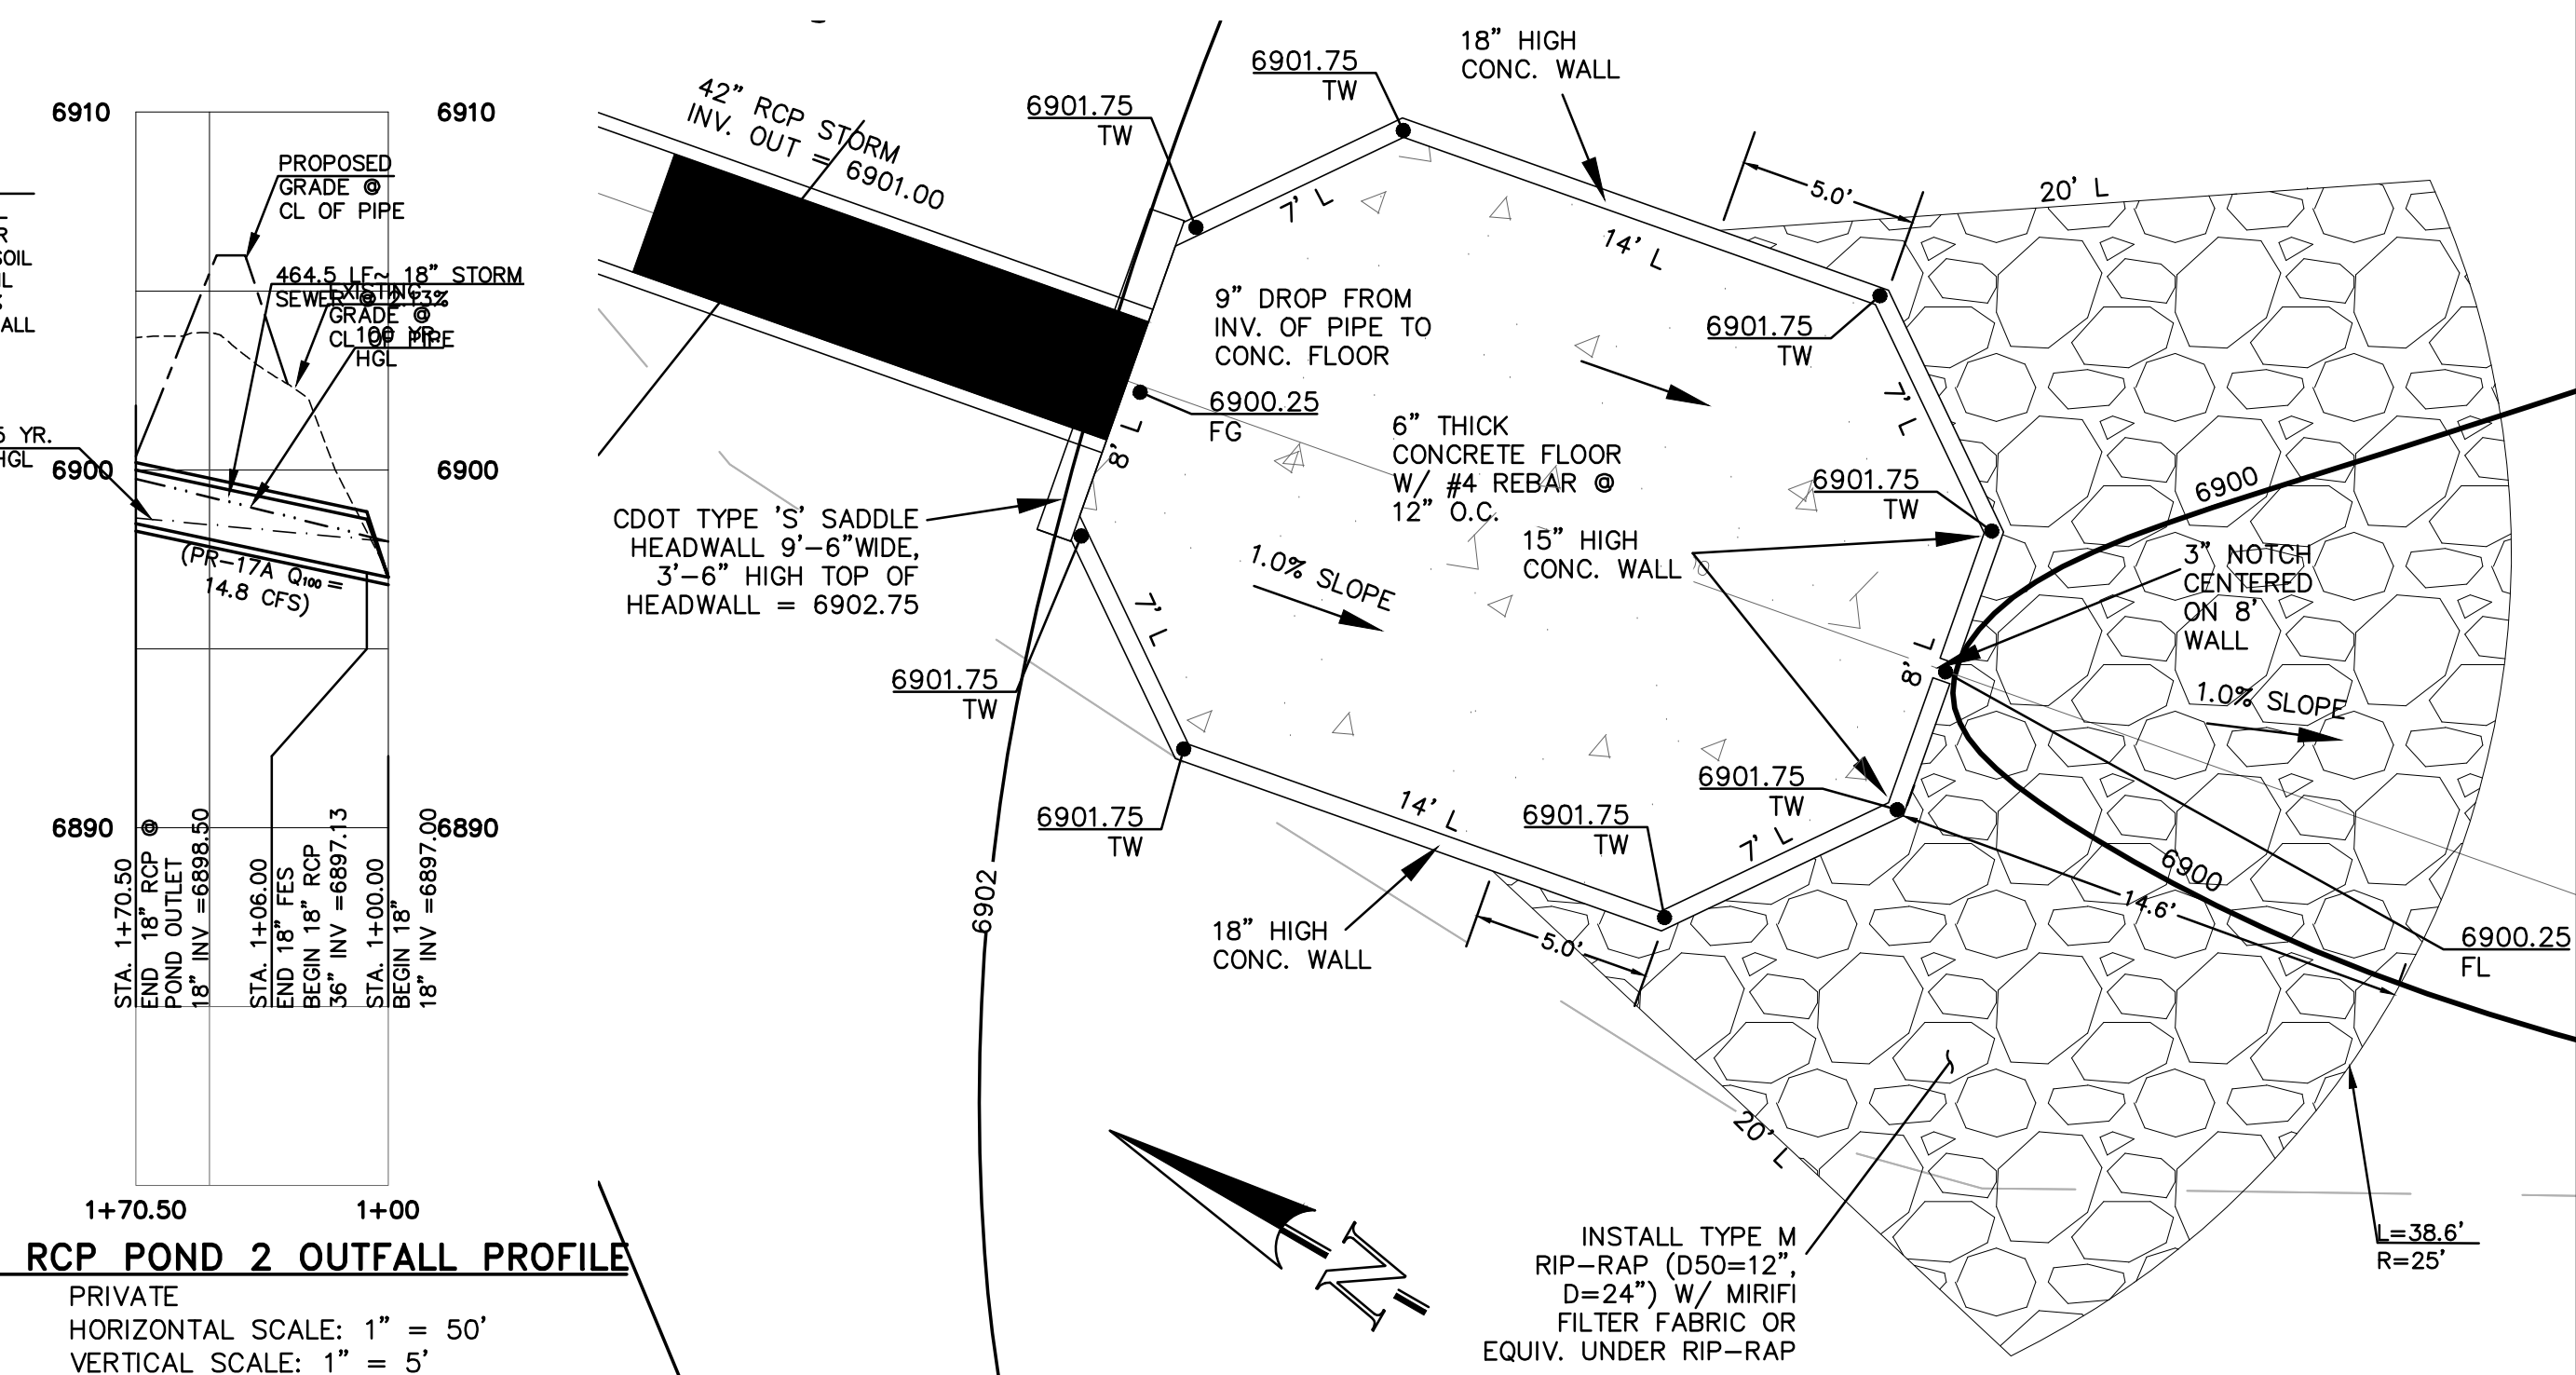 6910
6910
PROPOSED
GRADE @
CL OF PIPE
464.5 LF~ 18" STORM
SEWER @ 2.13%
EXISTING
GRADE @
CL OF PIPE
100 YR.
HGL
SOIL
ALL
YR.
HGL
6900
6900
(PR-17A Q100 =
14.8 CFS)
6890
6890
STA. 1+70.50
END 18" RCP @
POND OUTLET
18" INV =6898.50
STA. 1+06.00
END 18" FES
BEGIN 18" RCP
36" INV =6897.13
STA. 1+00.00
BEGIN 18"
18" INV =6897.00
1+70.50
1+00
RCP POND 2 OUTFALL PROFILE
PRIVATE
HORIZONTAL SCALE: 1" = 50'
VERTICAL SCALE: 1" = 5'
42" RCP STORM
INV. OUT = 6901.00
6901.75
TW
6901.75
TW
18" HIGH
CONC. WALL
5.0'
20' L
7' L
14' L
9" DROP FROM
INV. OF PIPE TO
CONC. FLOOR
6901.75
TW
6900.25
FG
8' L
7' L
6" THICK
CONCRETE FLOOR
W/ #4 REBAR @
12" O.C.
6901.75
TW
6900
CDOT TYPE 'S' SADDLE
HEADWALL 9'-6"WIDE,
3'-6" HIGH TOP OF
HEADWALL = 6902.75
15" HIGH
CONC. WALL
1.0% SLOPE
3" NOTCH
CENTERED
ON 8'
WALL
7' L
8' L
6901.75
TW
1.0% SLOPE
6901.75
TW
14' L
6901.75
TW
6901.75
TW
7' L
6900
14.6'
6902
18" HIGH
CONC. WALL
5.0'
6900.25
FL
20' L
N
INSTALL TYPE M
RIP-RAP (D50=12",
D=24") W/ MIRIFI
FILTER FABRIC OR
EQUIV. UNDER RIP-RAP
L=38.6'
R=25'